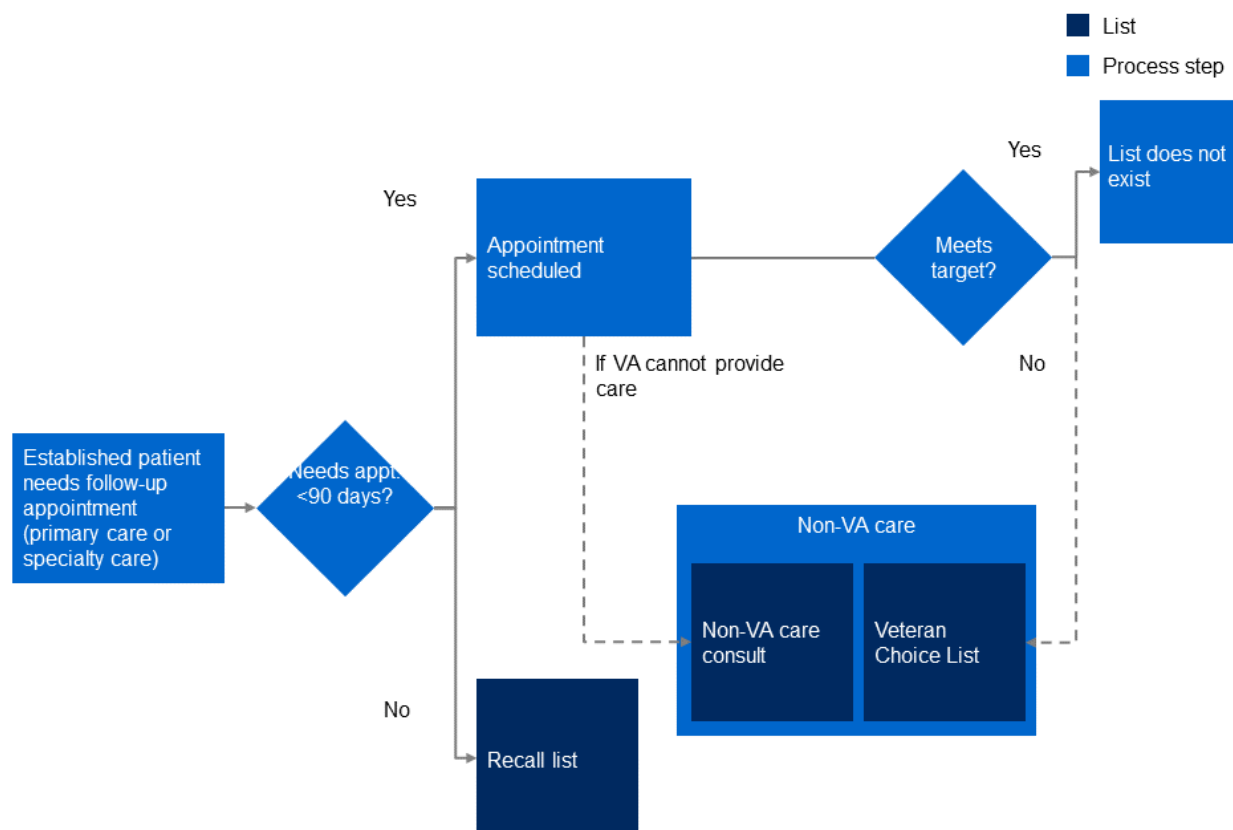 List
Process step
Yes
List does not
exist
Yes
Appointment
scheduled
Meets
target?
If VA cannot provide
care
No
Established patient
needs follow-up
appointment
(primary care or
specialty care)
Needs appt.
<90 days?
Non-VA care
Non-VA care
consult
Veteran
Choice List
No
Recall list